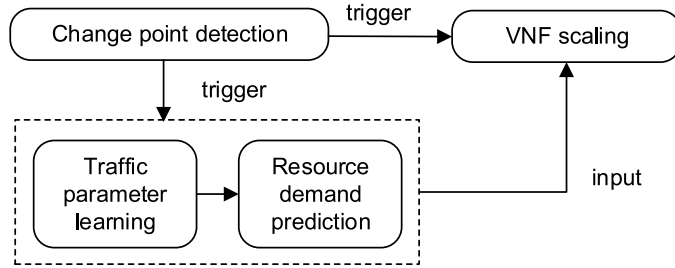 Change point detection
trigger
VNF scaling
trigger
Traffic
parameter
learning
Resource
demand
prediction
input